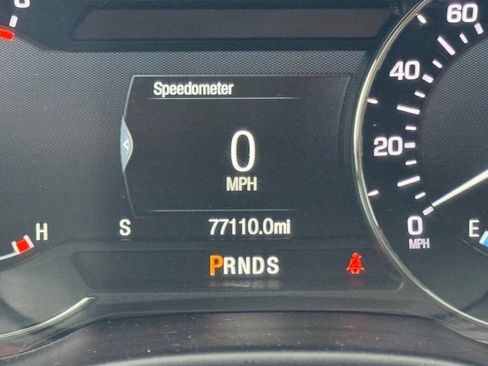 Speedometer
0
MPH
S 77110.0mi
PRNDS
H
60
40
20
0
MPH
E